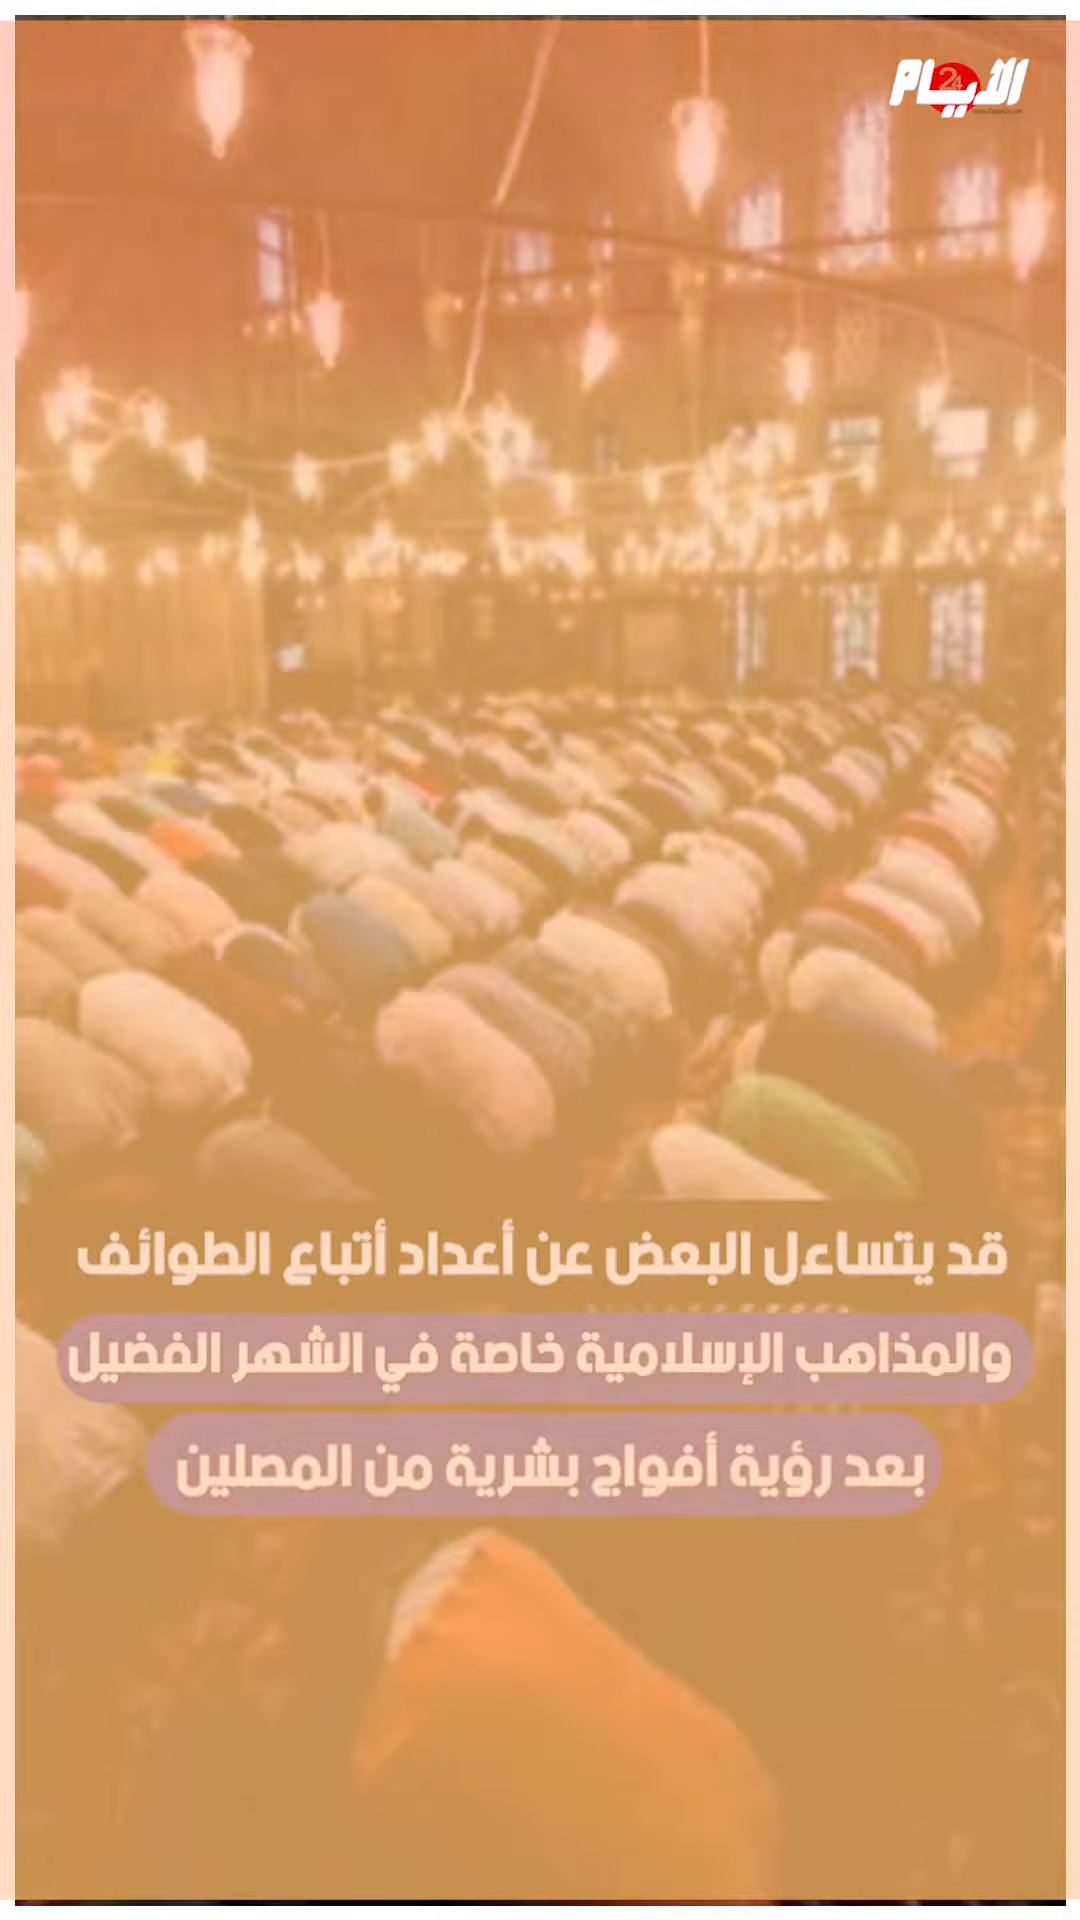 الأيام 24
قد يتساءل البعض عن أعداد أتباع الطوائف
والمذاهب الإسلامية خاصة في الشهر الفضيل
بعد رؤية أفواج بشرية من المصلين